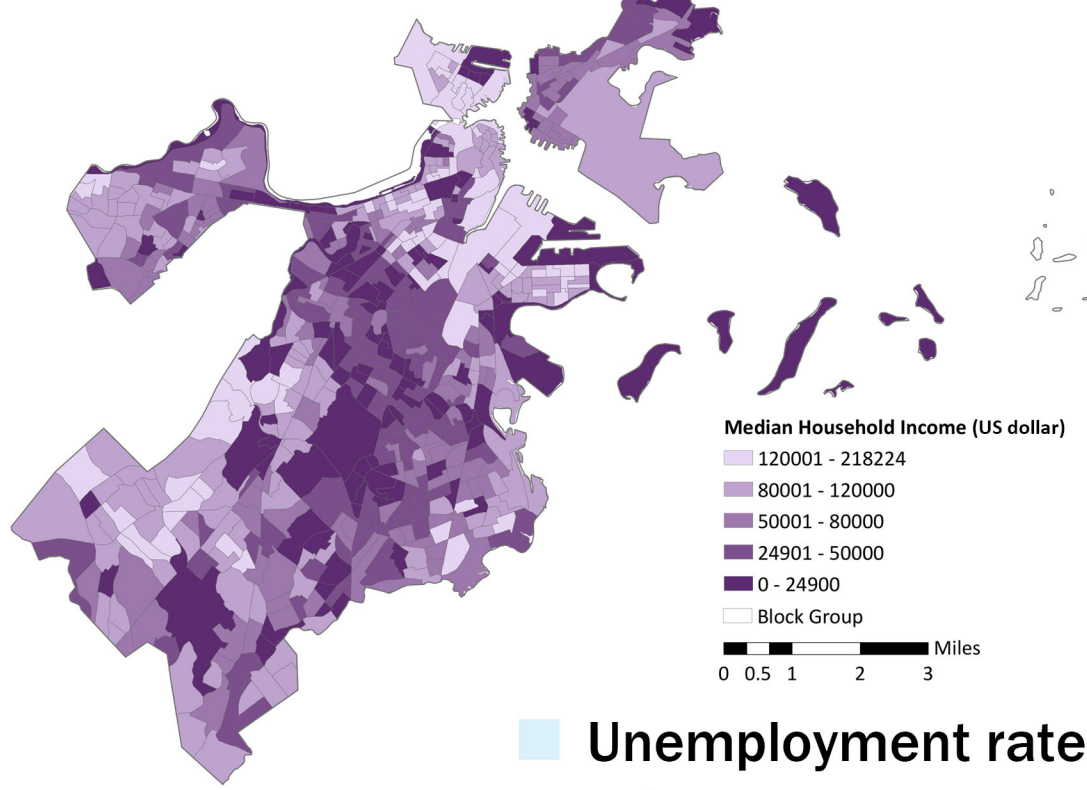 Median Household Income (US dollar)
120001 - 218224
80001 - 120000
50001 - 80000
24901 - 50000
0 - 24900
Block Group
Miles
0 0.5 1 2 3
Unemployment rate